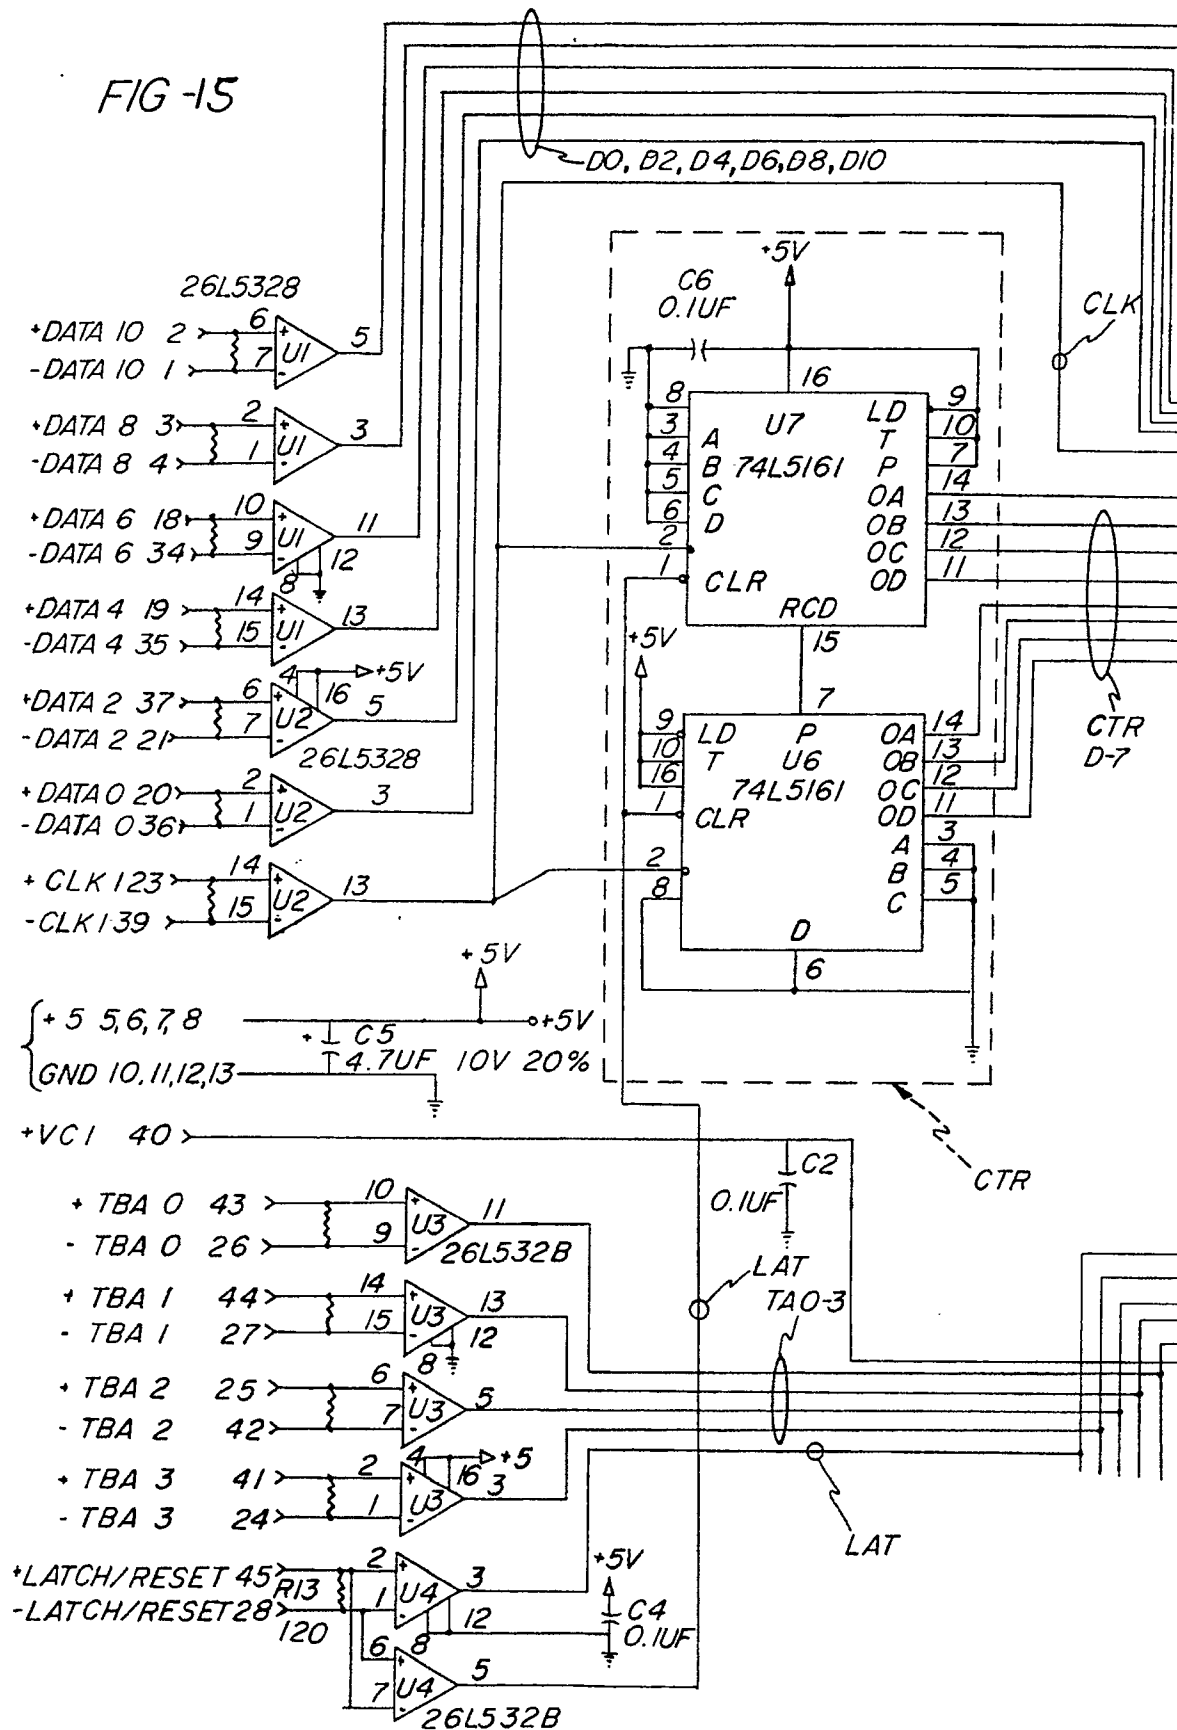 FIG-15
D0, D2, D4, D6, D8, D10
26L5328
+DATA 10 2 6 + U1 5
-DATA 10 1 7 -
+DATA 8 3 2 + U1 3
-DATA 8 4 1 -
+DATA 6 18 10 + U1 11
-DATA 6 34 9 - 8 12
+DATA 4 19 14 + U1 13
-DATA 4 35 15 -
4 16 +5V
+DATA 2 37 6 + U2 5
-DATA 2 21 7 -
26L5328
+DATA 0 20 2 + U2 3
-DATA 0 36 1 -
+ CLK 1 23 14 + U2 13
-CLK 1 39 15 -
+5V
C6
0.1UF
CLK
16
8 U7 LD 9
3 A T 10
4 B 74L5161 P 7
5 C OA 14
6 D OB 13
2 OC 12
1 CLR OD 11
RCD
15
+5V
7
9 LD P OA 14
10 T U6 OB 13
16 74L5161 OC 12
1 CLR OD 11
A 3
2 B 4
8 C 5
D
6
CTR
D-7
CTR
+5V
+ 5 5,6,7,8 +5V
+ C5
4.7UF 10V 20%
GND 10,11,12,13
+VC1 40
C2
0.1UF
+ TBA 0 43 10 + U3 11
- TBA 0 26 9 - 26L532B
+ TBA 1 44 14 + U3 13
- TBA 1 27 15 - 8 12
+ TBA 2 25 6 + U3 5
- TBA 2 42 7 -
4 16 +5
+ TBA 3 41 2 + U3 3
- TBA 3 24 1 -
LAT
TA0-3
LAT
+LATCH/RESET 45 2 + U4 3
R13
-LATCH/RESET 28 1 - 8 12
120
+5V
C4
0.1UF
6 + U4 5
7 -
26L532B